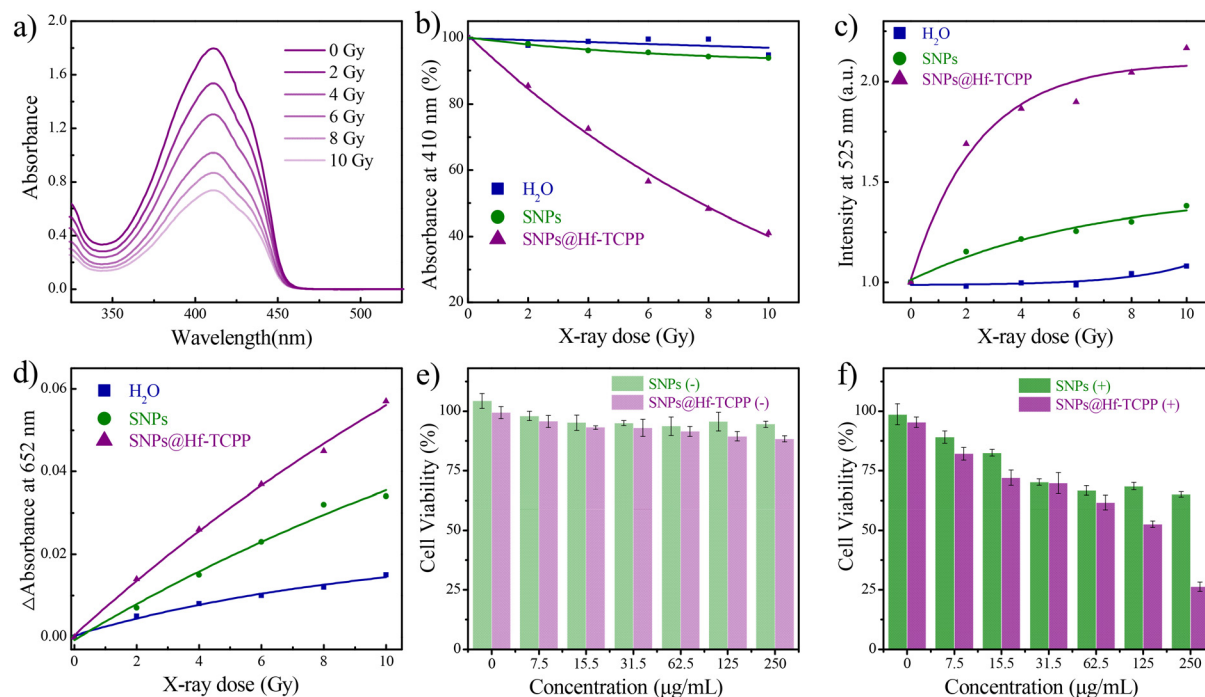 a)
1.8
1.5
1.2
0.9
0.6
0.3
0.0
350
400
450
500
Absorbance
Wavelength(nm)
0 Gy
2 Gy
4 Gy
6 Gy
8 Gy
10 Gy
b)
100
80
60
40
20
0
2
4
6
8
10
Absorbance at 410 nm (%)
X-ray dose (Gy)
H₂O
SNPs
SNPs@Hf-TCPP
c)
2.0
1.5
1.0
0
2
4
6
8
10
Intensity at 525 nm (a.u.)
X-ray dose (Gy)
H₂O
SNPs
SNPs@Hf-TCPP
d)
0.06
0.04
0.02
0.00
0
2
4
6
8
10
△Absorbance at 652 nm
X-ray dose (Gy)
H₂O
SNPs
SNPs@Hf-TCPP
e)
100
75
50
25
0
0
7.5
15.5
31.5
62.5
125
250
Cell Viability (%)
Concentration (μg/mL)
SNPs (-)
SNPs@Hf-TCPP (-)
f)
100
75
50
25
0
0
7.5
15.5
31.5
62.5
125
250
Cell Viability (%)
Concentration (μg/mL)
SNPs (+)
SNPs@Hf-TCPP (+)